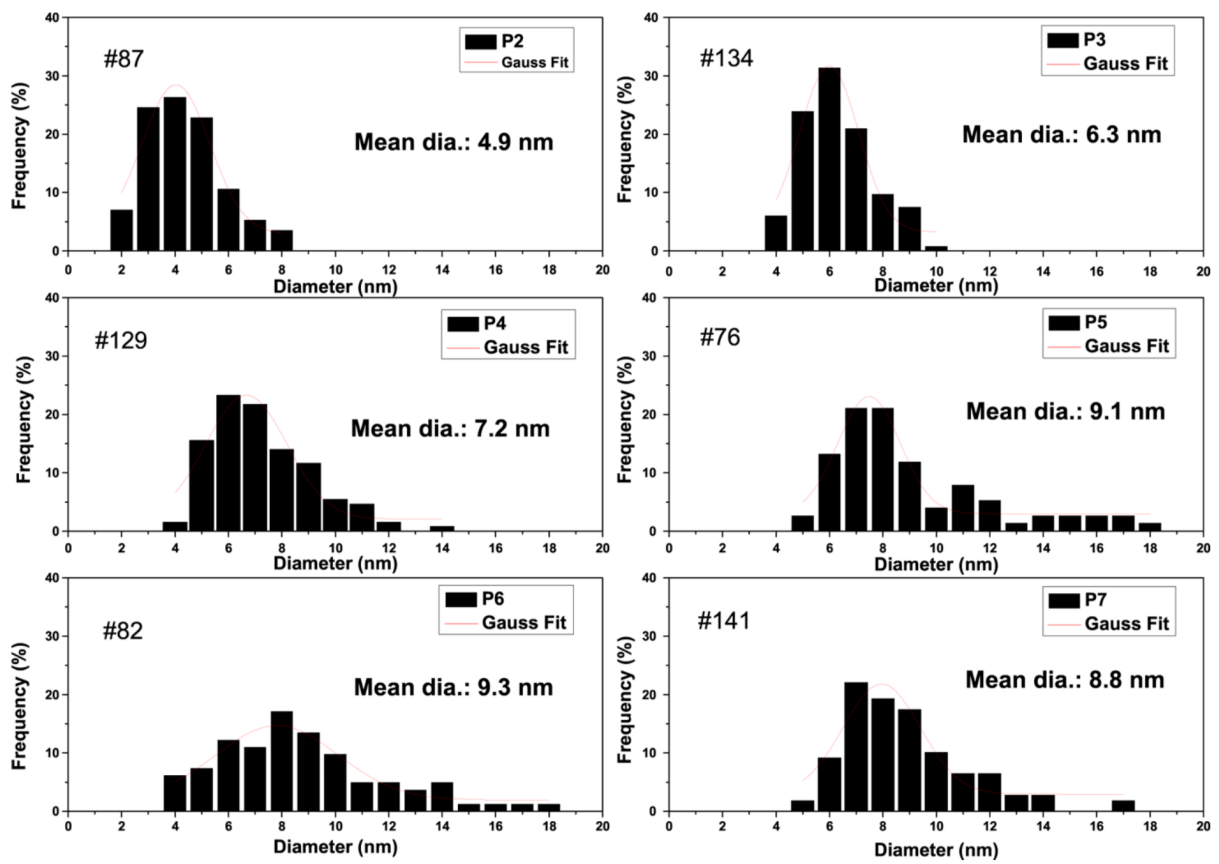 40
30
20
10
0
Frequency (%)
#87
P2
Gauss Fit
Mean dia.: 4.9 nm
0 2 4 6 8 10 12 14 16 18 20
Diameter (nm)
40
30
20
10
0
Frequency (%)
#134
P3
Gauss Fit
Mean dia.: 6.3 nm
0 2 4 6 8 10 12 14 16 18 20
Diameter (nm)
40
30
20
10
0
Frequency (%)
#129
P4
Gauss Fit
Mean dia.: 7.2 nm
0 2 4 6 8 10 12 14 16 18 20
Diameter (nm)
40
30
20
10
0
Frequency (%)
#76
P5
Gauss Fit
Mean dia.: 9.1 nm
0 2 4 6 8 10 12 14 16 18 20
Diameter (nm)
40
30
20
10
0
Frequency (%)
#82
P6
Gauss Fit
Mean dia.: 9.3 nm
0 2 4 6 8 10 12 14 16 18 20
Diameter (nm)
40
30
20
10
0
Frequency (%)
#141
P7
Gauss Fit
Mean dia.: 8.8 nm
0 2 4 6 8 10 12 14 16 18 20
Diameter (nm)